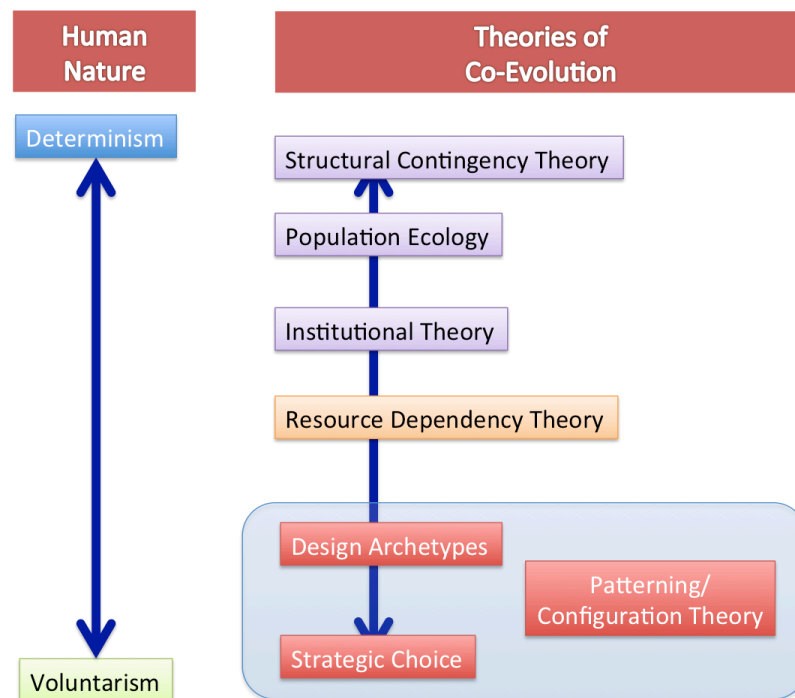 Human
Nature
Theories of
Co-Evolution
Determinism
Structural Contingency Theory
Population Ecology
Institutional Theory
Resource Dependency Theory
Design Archetypes
Patterning/
Configuration Theory
Strategic Choice
Voluntarism